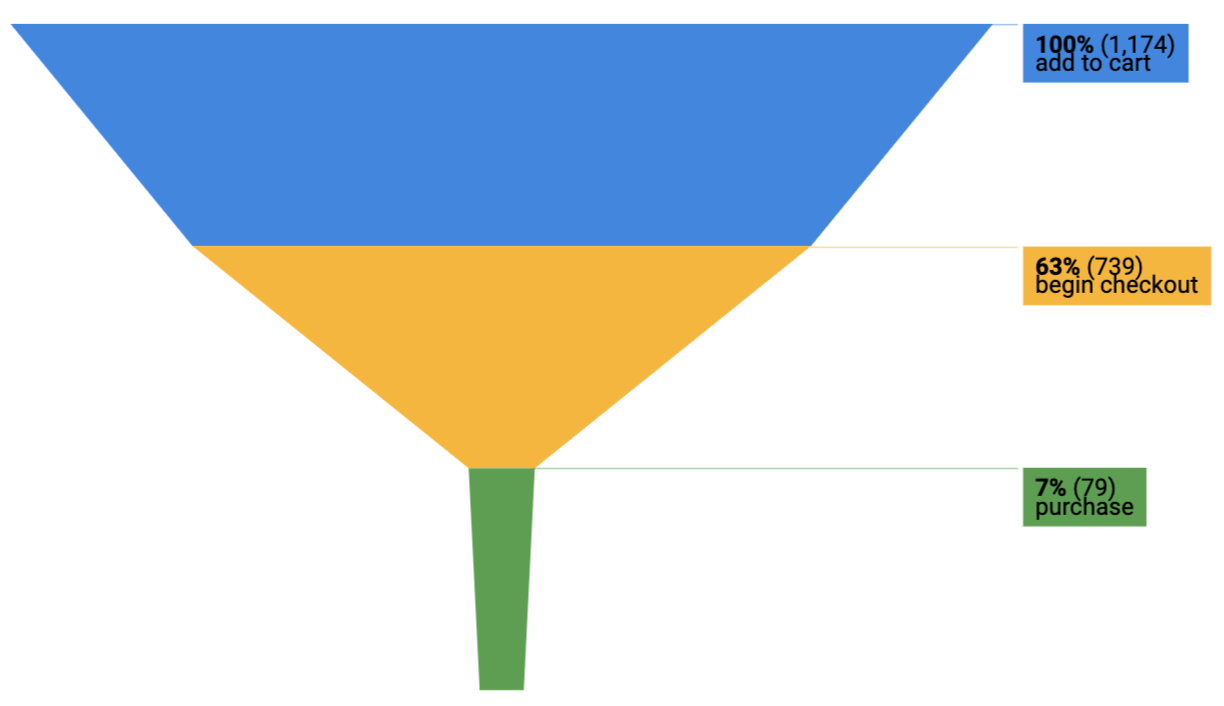 100% (1,174)
add to cart
63% (739)
begin checkout
7% (79)
purchase